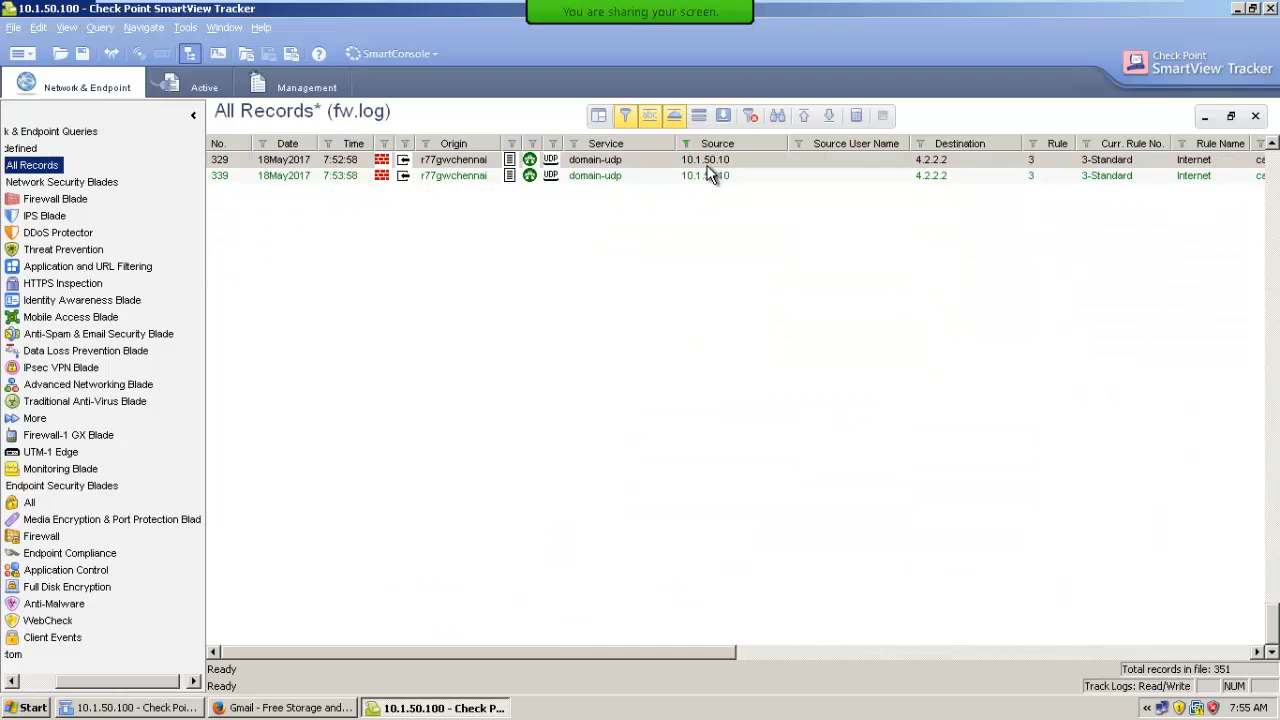 10.1.50.100 - Check Point SmartView Tracker
You are sharing your screen.
File Edit View Query Navigate Tools Window Help
SmartConsole
Check Point
SmartView Tracker
Network & Endpoint Active Management
All Records* (fw.log)
k & Endpoint Queries
defined
All Records
Network Security Blades
Firewall Blade
IPS Blade
DDoS Protector
Threat Prevention
Application and URL Filtering
HTTPS Inspection
Identity Awareness Blade
Mobile Access Blade
Anti-Spam & Email Security Blade
Data Loss Prevention Blade
IPsec VPN Blade
Advanced Networking Blade
Traditional Anti-Virus Blade
More
Firewall-1 GX Blade
UTM-1 Edge
Monitoring Blade
Endpoint Security Blades
All
Media Encryption & Port Protection Blad
Firewall
Endpoint Compliance
Application Control
Full Disk Encryption
Anti-Malware
WebCheck
Client Events
tom
No. Date Time Origin Service Source Source User Name Destination Rule Curr. Rule No. Rule Name
329 18May2017 7:52:58 r77gwchennai UDP domain-udp 10.1.50.10 4.2.2.2 3 3-Standard Internet
339 18May2017 7:53:58 r77gwchennai UDP domain-udp 4.2.2.2 3 3-Standard Internet
Ready Total records in file: 351
Ready Track Logs: Read/Write NUM
Start 10.1.50.100 - Check Poi... Gmail - Free Storage and... 10.1.50.100 - Check P... 7:55 AM